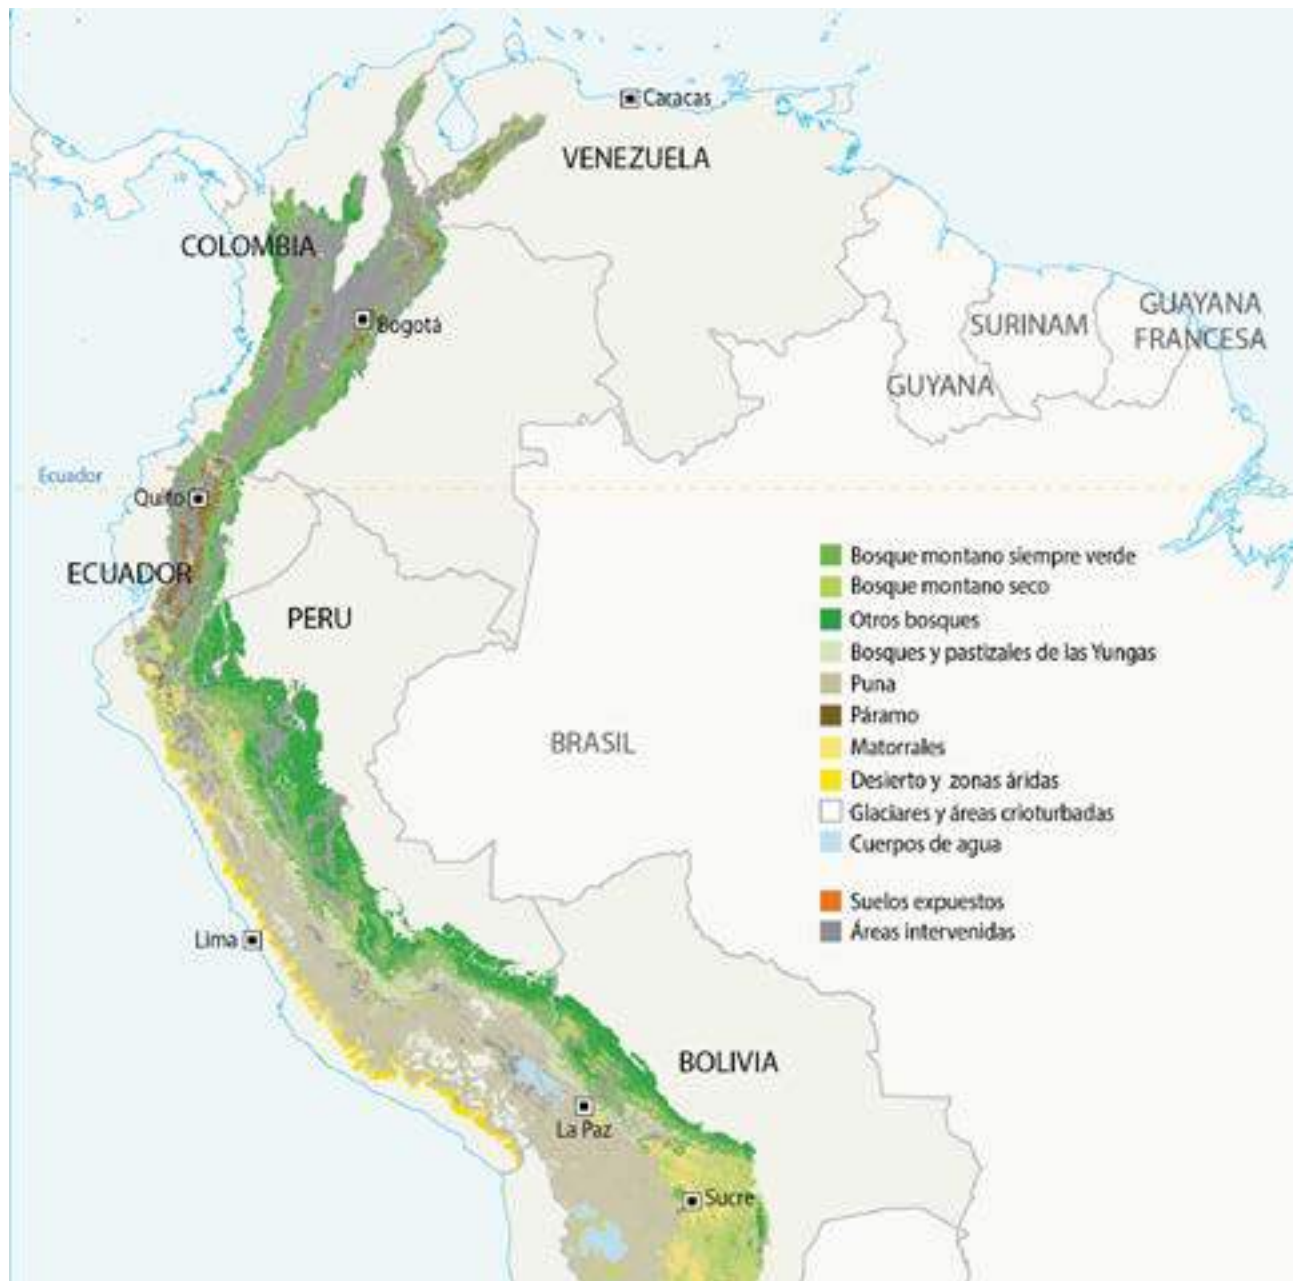 Caracas
VENEZUELA
COLOMBIA
Bogotá
GUAYANA
FRANCESA
SURINAM
GUYANA
Ecuador
Quito
ECUADOR
PERU
BRASIL
Bosque montano siempre verde
Bosque montano seco
Otros bosques
Bosques y pastizales de las Yungas
Puna
Páramo
Matorrales
Desierto y zonas áridas
Glaciares y áreas crioturbadas
Cuerpos de agua
Suelos expuestos
Áreas intervenidas
Lima
BOLIVIA
La Paz
Sucre